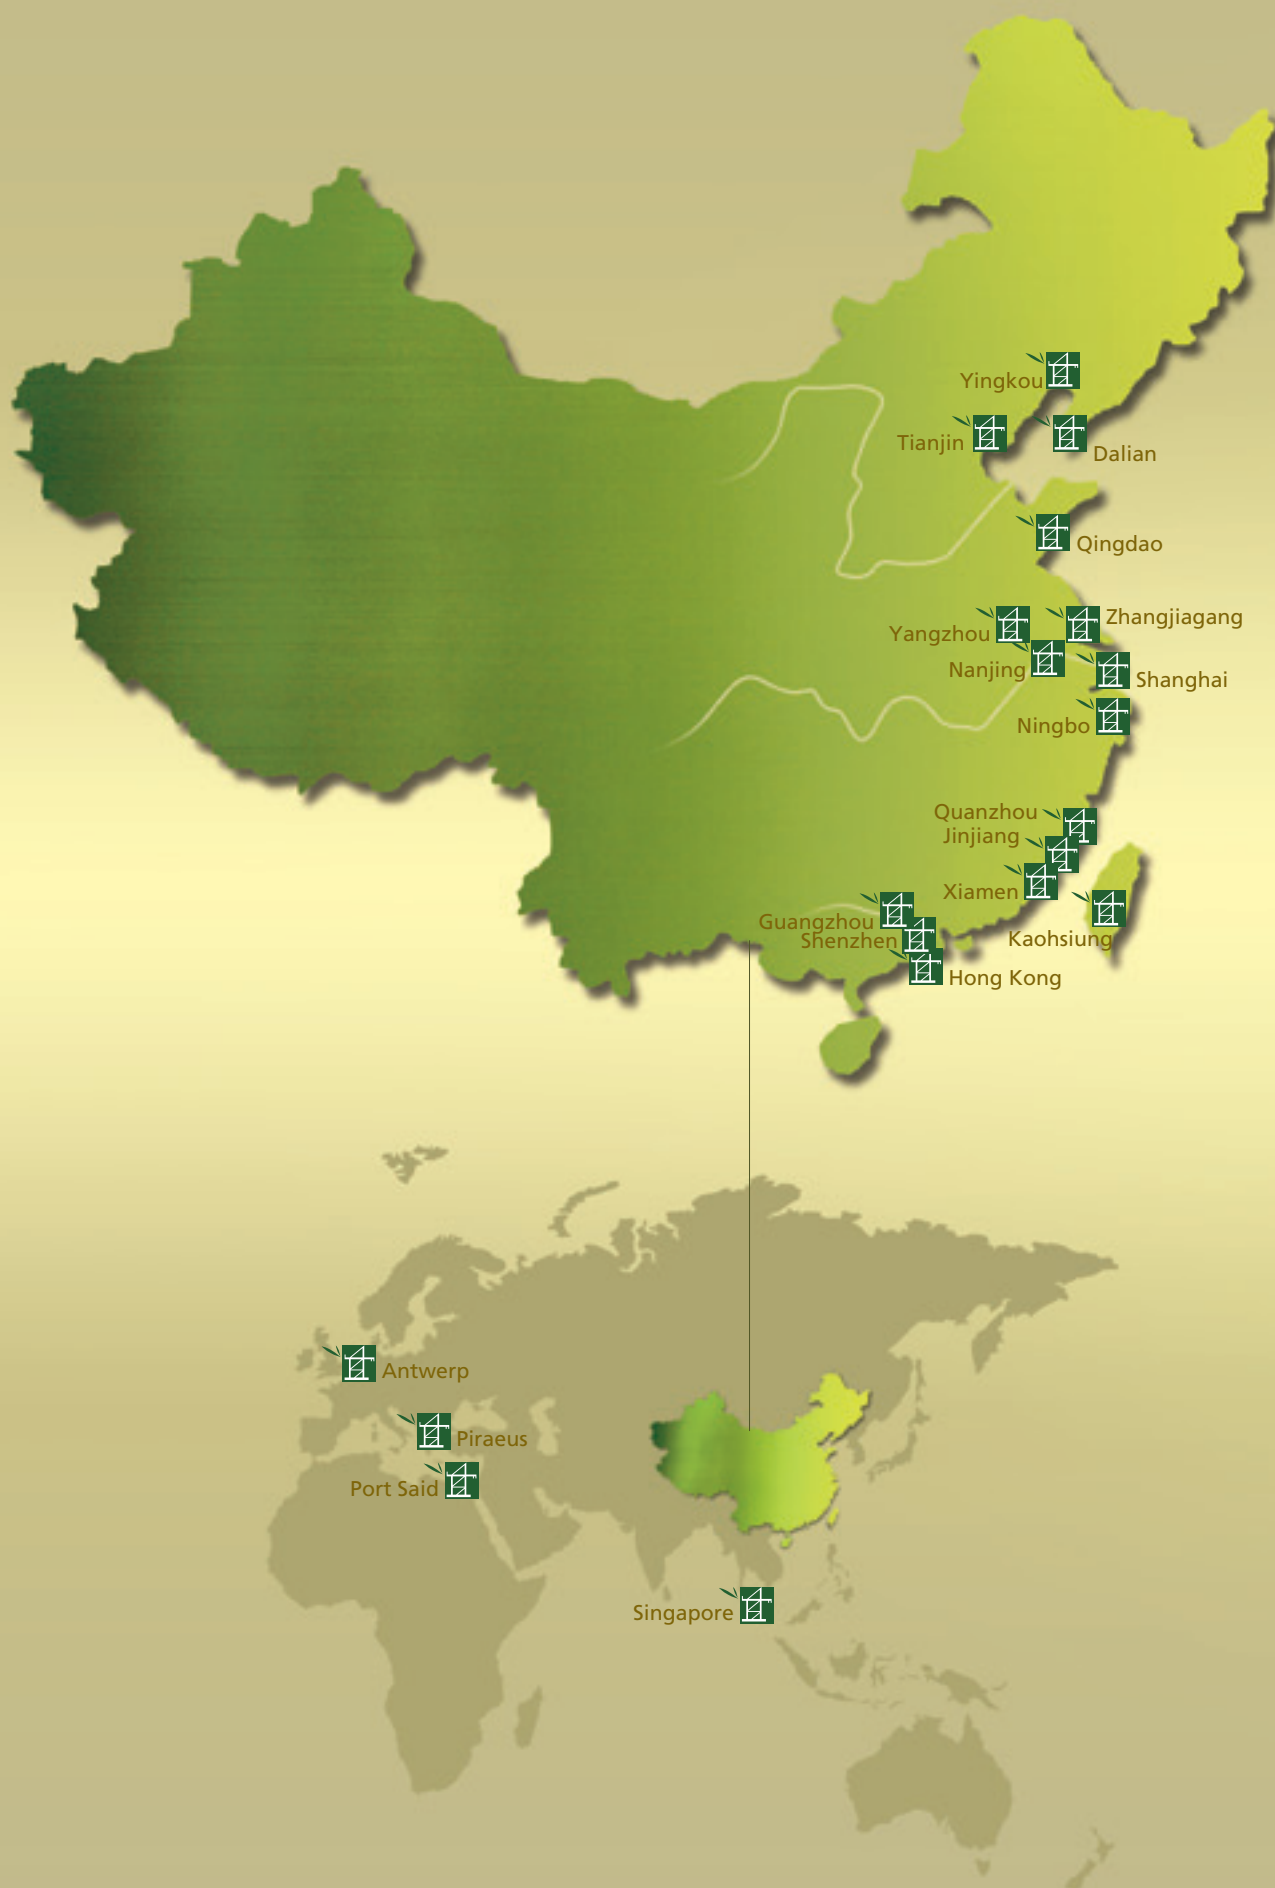 Yingkou
Tianjin
Dalian
Qingdao
Zhangjiagang
Yangzhou
Nanjing
Shanghai
Ningbo
Quanzhou
Jinjiang
Xiamen
Guangzhou
Shenzhen
Kaohsiung
Hong Kong
Antwerp
Piraeus
Port Said
Singapore